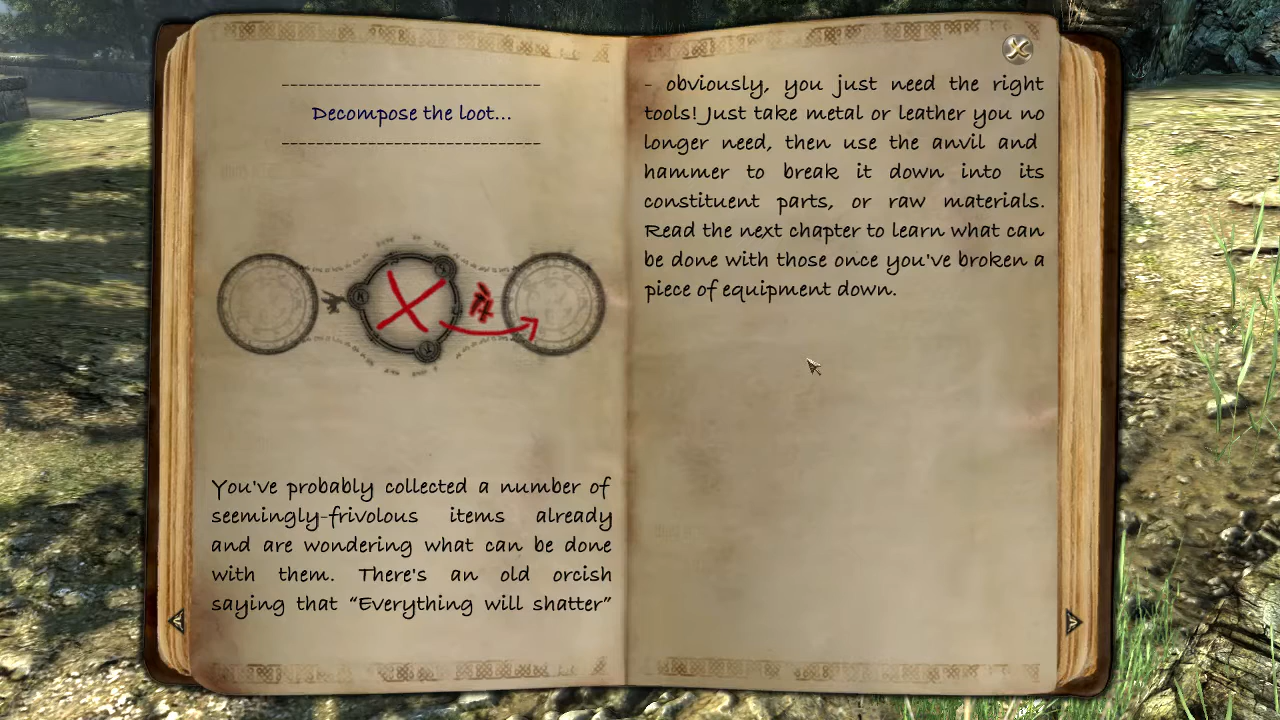 Decompose the loot...
You've probably collected a number of
seemingly-frivolous items already
and are wondering what can be done
with them. There's an old orcish
saying that “Everything will shatter”
- obviously, you just need the right
tools! Just take metal or leather you no
longer need, then use the anvil and
hammer to break it down into its
constituent parts, or raw materials.
Read the next chapter to learn what can
be done with those once you've broken a
piece of equipment down.